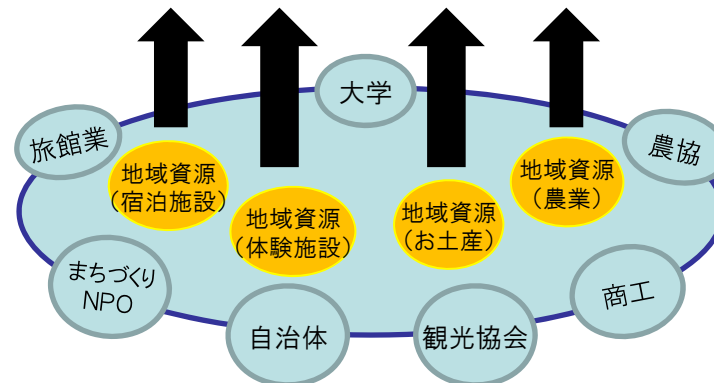 大学
旅館業
農協
地域資源
（宿泊施設）
地域資源
（体験施設）
地域資源
（お土産）
地域資源
（農業）
まちづくり
NPO
自治体
観光協会
商工